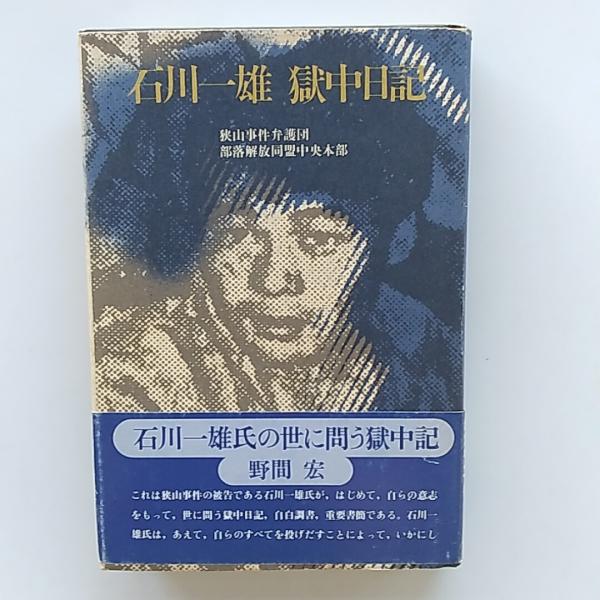 石川一雄 獄中日記
狭山事件弁護団
部落解放同盟中央本部
石川一雄氏の世に問う獄中記
野間 宏
これは狭山事件の被告である石川一雄氏が、はじめて、自らの意志
をもって、世に問う獄中日記、自白調書、重要書簡である。石川一
雄氏は、あえて、自らのすべてを投げだすことによって、いかにし